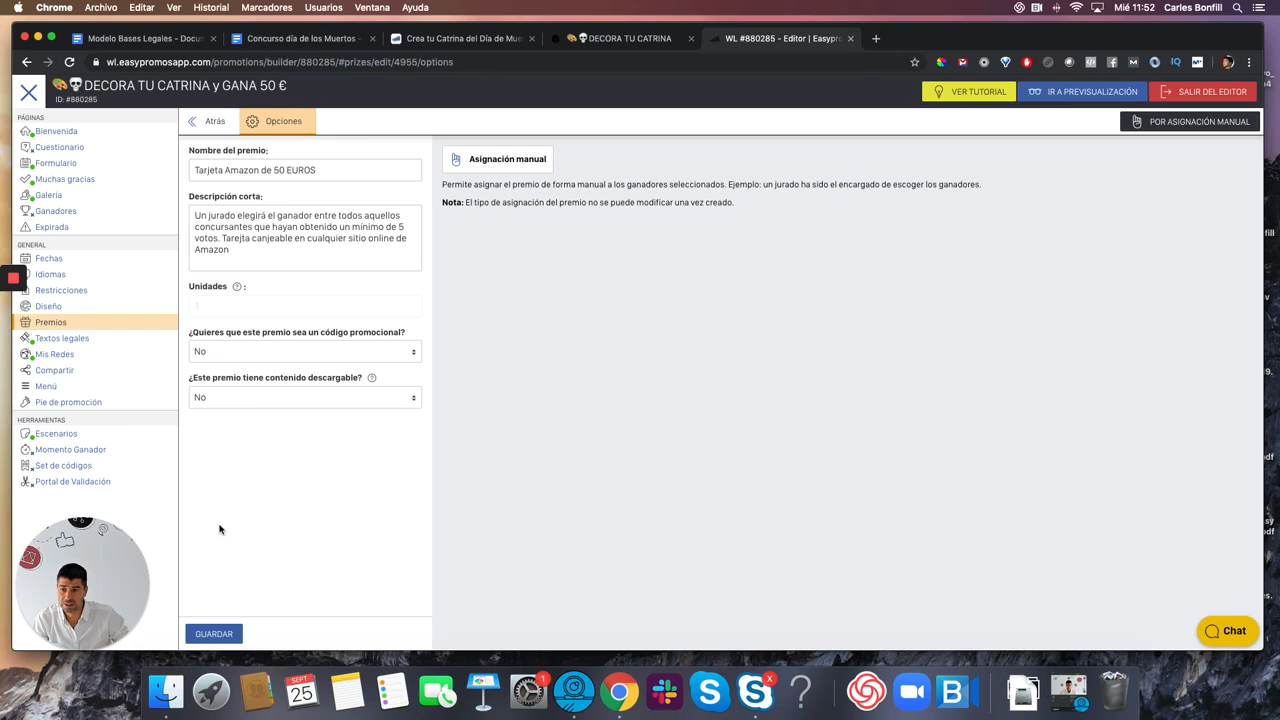 Chrome Archivo Editar Ver Historial Marcadores Usuarios Ventana Ayuda
Mié 11:52 Carlos Bonfill
Modelo Bases Legales - Docum
Concurso día de los Muertos -
Crea tu Catrina del Día de Mue
DECORA TU CATRINA
WL #880285 - Editor | Easypro
wl.easypromosapp.com/promotions/builder/880285/#prizes/edit/4955/options
DECORA TU CATRINA y GANA 50 €
ID: #880285
VER TUTORIAL
IR A PREVISUALIZACIÓN
SALIR DEL EDITOR
PÁGINAS
Bienvenida
Cuestionario
Formulario
Muchas gracias
Galería
Ganadores
Expirada
GENERAL
Fechas
Idiomas
Restricciones
Diseño
Premios
Textos legales
Mis Redes
Compartir
Menú
Pie de promoción
HERRAMIENTAS
Escenarios
Momento Ganador
Set de códigos
Portal de Validación
Atrás
Opciones
POR ASIGNACIÓN MANUAL
Nombre del premio:
Tarjeta Amazon de 50 EUROS
Descripción corta:
Un jurado elegirá el ganador entre todos aquellos
concursantes que hayan obtenido un mínimo de 5
votos. Tarejta canjeable en cualquier sitio online de
Amazon
Unidades ? :
1
¿Quieres que este premio sea un código promocional?
No
¿Este premio tiene contenido descargable? ?
No
GUARDAR
Asignación manual
Permite asignar el premio de forma manual a los ganadores seleccionados. Ejemplo: un jurado ha sido el encargado de escoger los ganadores.
Nota: El tipo de asignación del premio no se puede modificar una vez creado.
Chat
SEPT
25
1
X